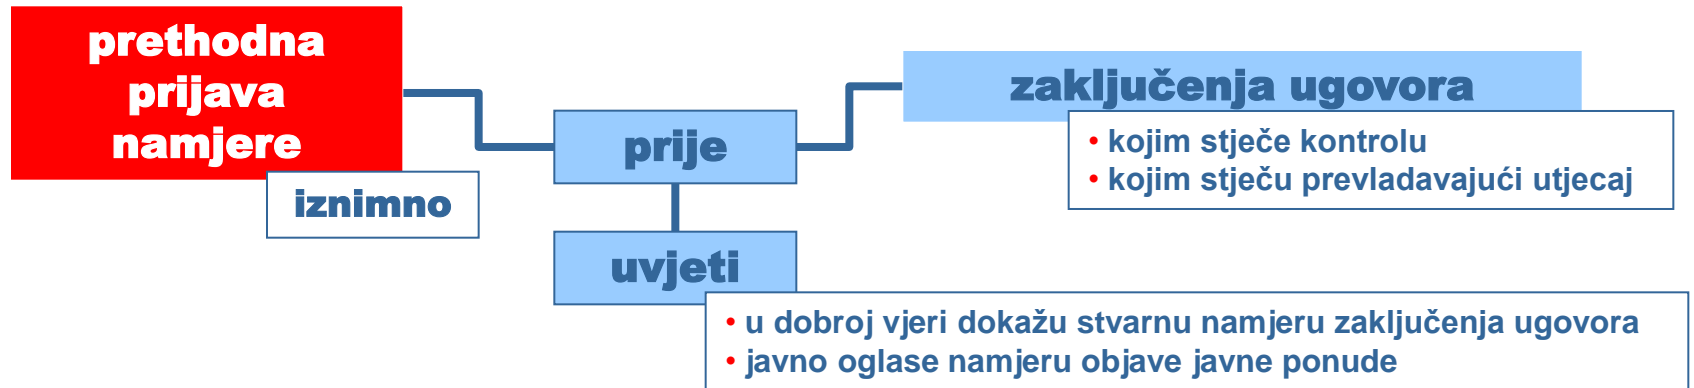 prethodna
prijava
namjere
iznimno
prije
zaključenja ugovora
• kojim stječe kontrolu
• kojim stječu prevladavajući utjecaj
uvjeti
• u dobroj vjeri dokažu stvarnu namjeru zaključenja ugovora
• javno oglase namjeru objave javne ponude